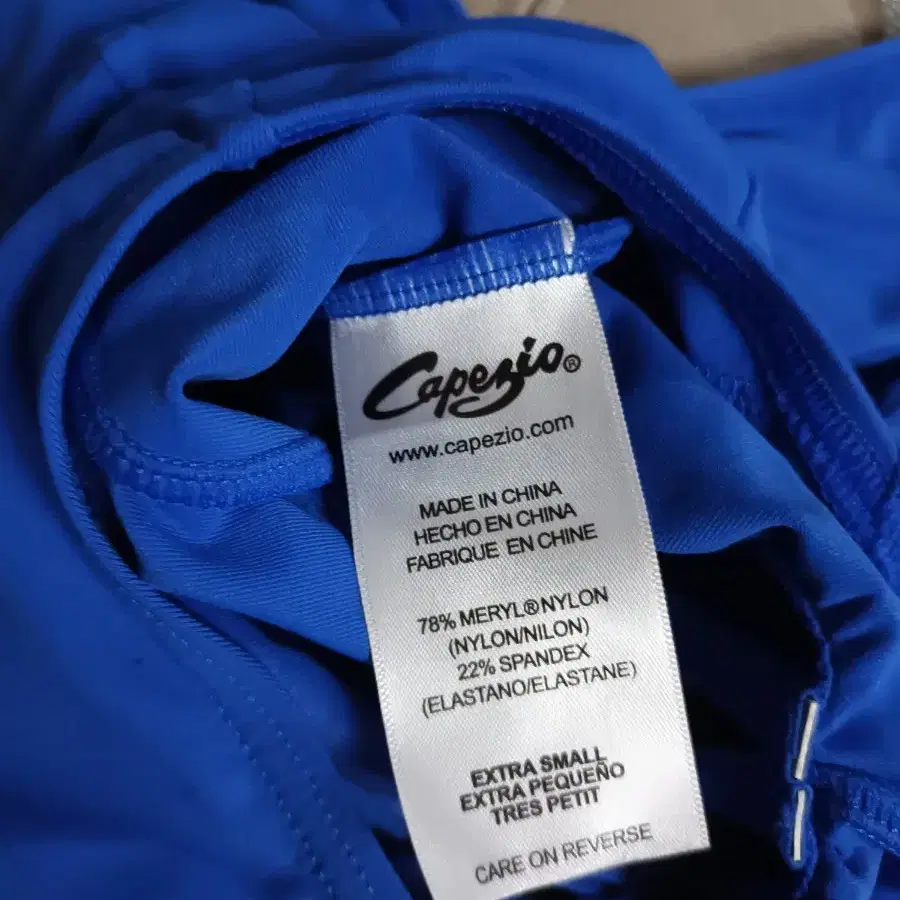 Capezio®
www.capezio.com
MADE IN CHINA
HECHO EN CHINA
FABRIQUE EN CHINE
78% MERYL®NYLON
(NYLON/NILON)
22% SPANDEX
(ELASTANO/ELASTANE)
EXTRA SMALL
EXTRA PEQUEÑO
TRES PETIT
CARE ON REVERSE